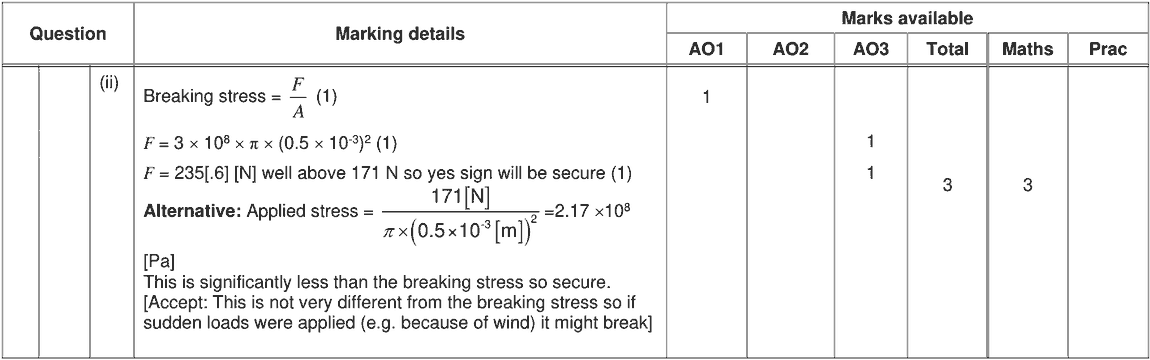 Question Marking details Marks available
AO1 AO2 AO3 Total Maths Prac
(ii) Breaking stress = F/A (1) 1
F = 3 × 10⁸ × π × (0.5 × 10⁻³)² (1) 1
F = 235[.6] [N] well above 171 N so yes sign will be secure (1) 1
3 3
Alternative: Applied stress = 171[N] / π×(0.5×10⁻³[m])² =2.17 ×10⁸
[Pa]
This is significantly less than the breaking stress so secure.
[Accept: This is not very different from the breaking stress so if
sudden loads were applied (e.g. because of wind) it might break]